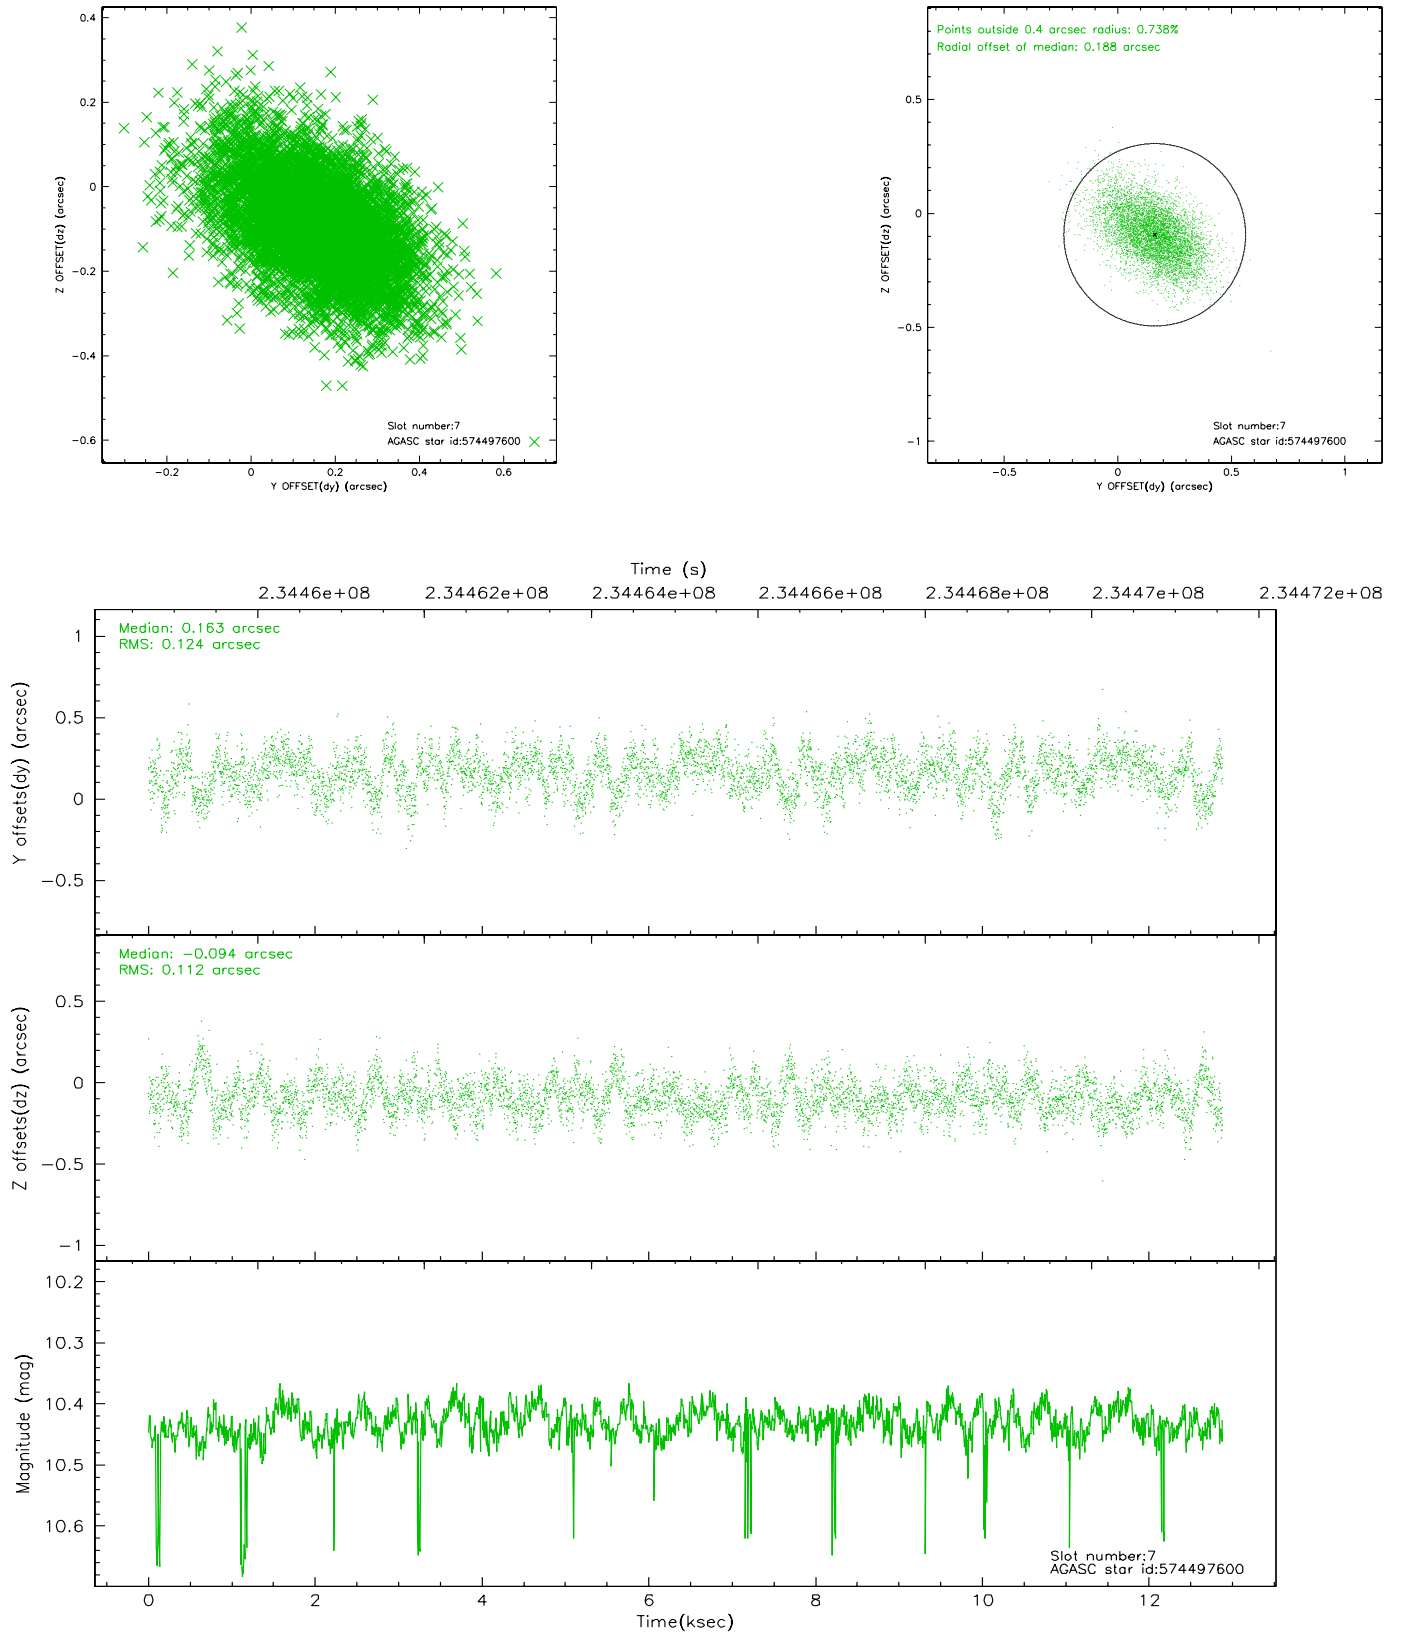 0.4
0.2
0
−0.2
−0.4
−0.6
Z OFFSET(dz) (arcsec)
Slot number:7
AGASC star id:574497600
−0.2 0 0.2 0.4 0.6
Y OFFSET(dy) (arcsec)
Points outside 0.4 arcsec radius: 0.738%
Radial offset of median: 0.188 arcsec
0.5
0
−0.5
−1
Z OFFSET(dz) (arcsec)
Slot number:7
AGASC star id:574497600
−0.5 0 0.5 1
Y OFFSET(dy) (arcsec)
Time (s)
2.3446e+08 2.34462e+08 2.34464e+08 2.34466e+08 2.34468e+08 2.3447e+08 2.34472e+08
Median: 0.163 arcsec
RMS: 0.124 arcsec
1
0.5
0
−0.5
Y offsets(dy) (arcsec)
Median: −0.094 arcsec
RMS: 0.112 arcsec
0.5
0
−0.5
−1
Z offsets(dz) (arcsec)
10.2
10.3
10.4
10.5
10.6
Magnitude (mag)
Slot number:7
AGASC star id:574497600
0 2 4 6 8 10 12
Time(ksec)